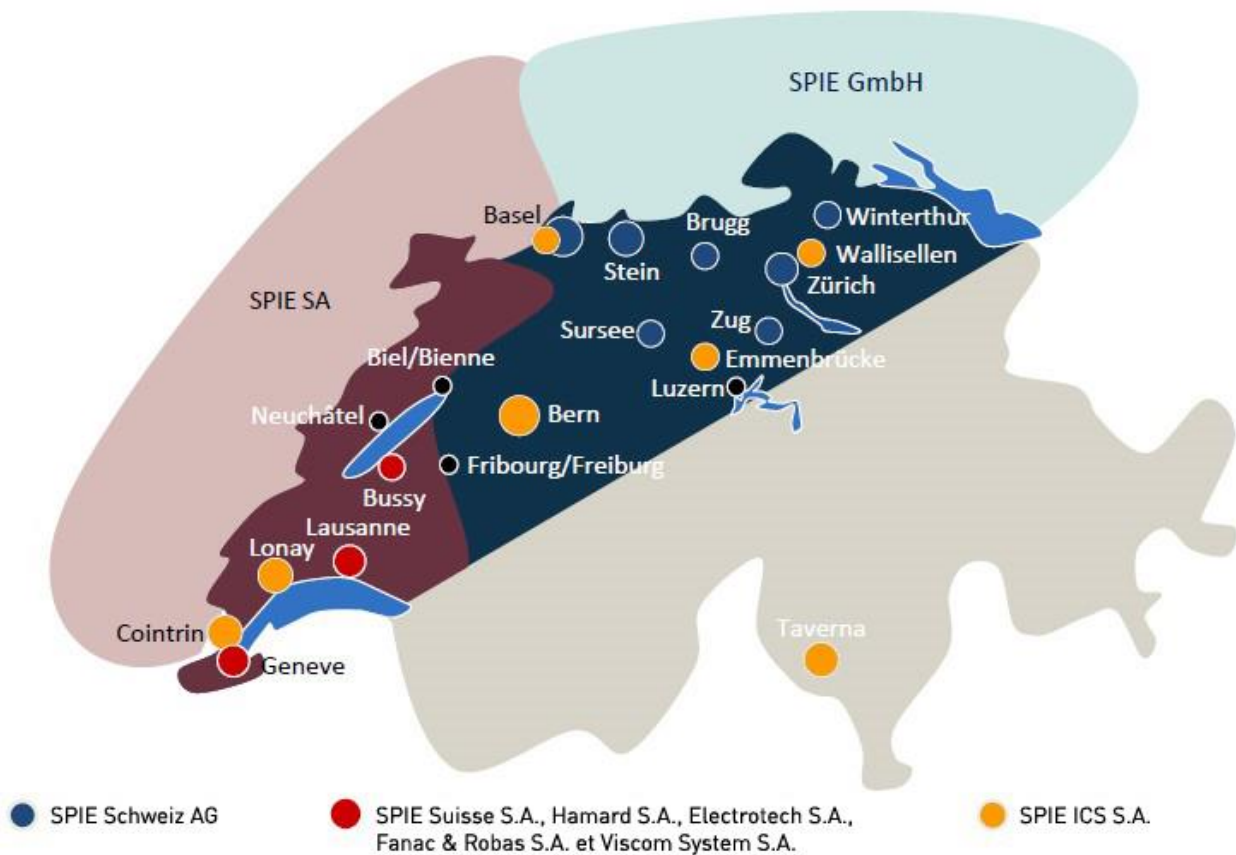 SPIE GmbH
Basel
Brugg
Winterthur
Wallisellen
Stein
Zürich
SPIE SA
Sursee
Zug
Biel/Bienne
Emmenbrücke
Luzern
Neuchâtel
Bern
Fribourg/Freiburg
Bussy
Lausanne
Lonay
Cointrin
Taverna
Geneve
SPIE Schweiz AG
SPIE Suisse S.A., Hamard S.A., Electrotech S.A.,
Fanac & Robas S.A. et Viscom System S.A.
SPIE ICS S.A.